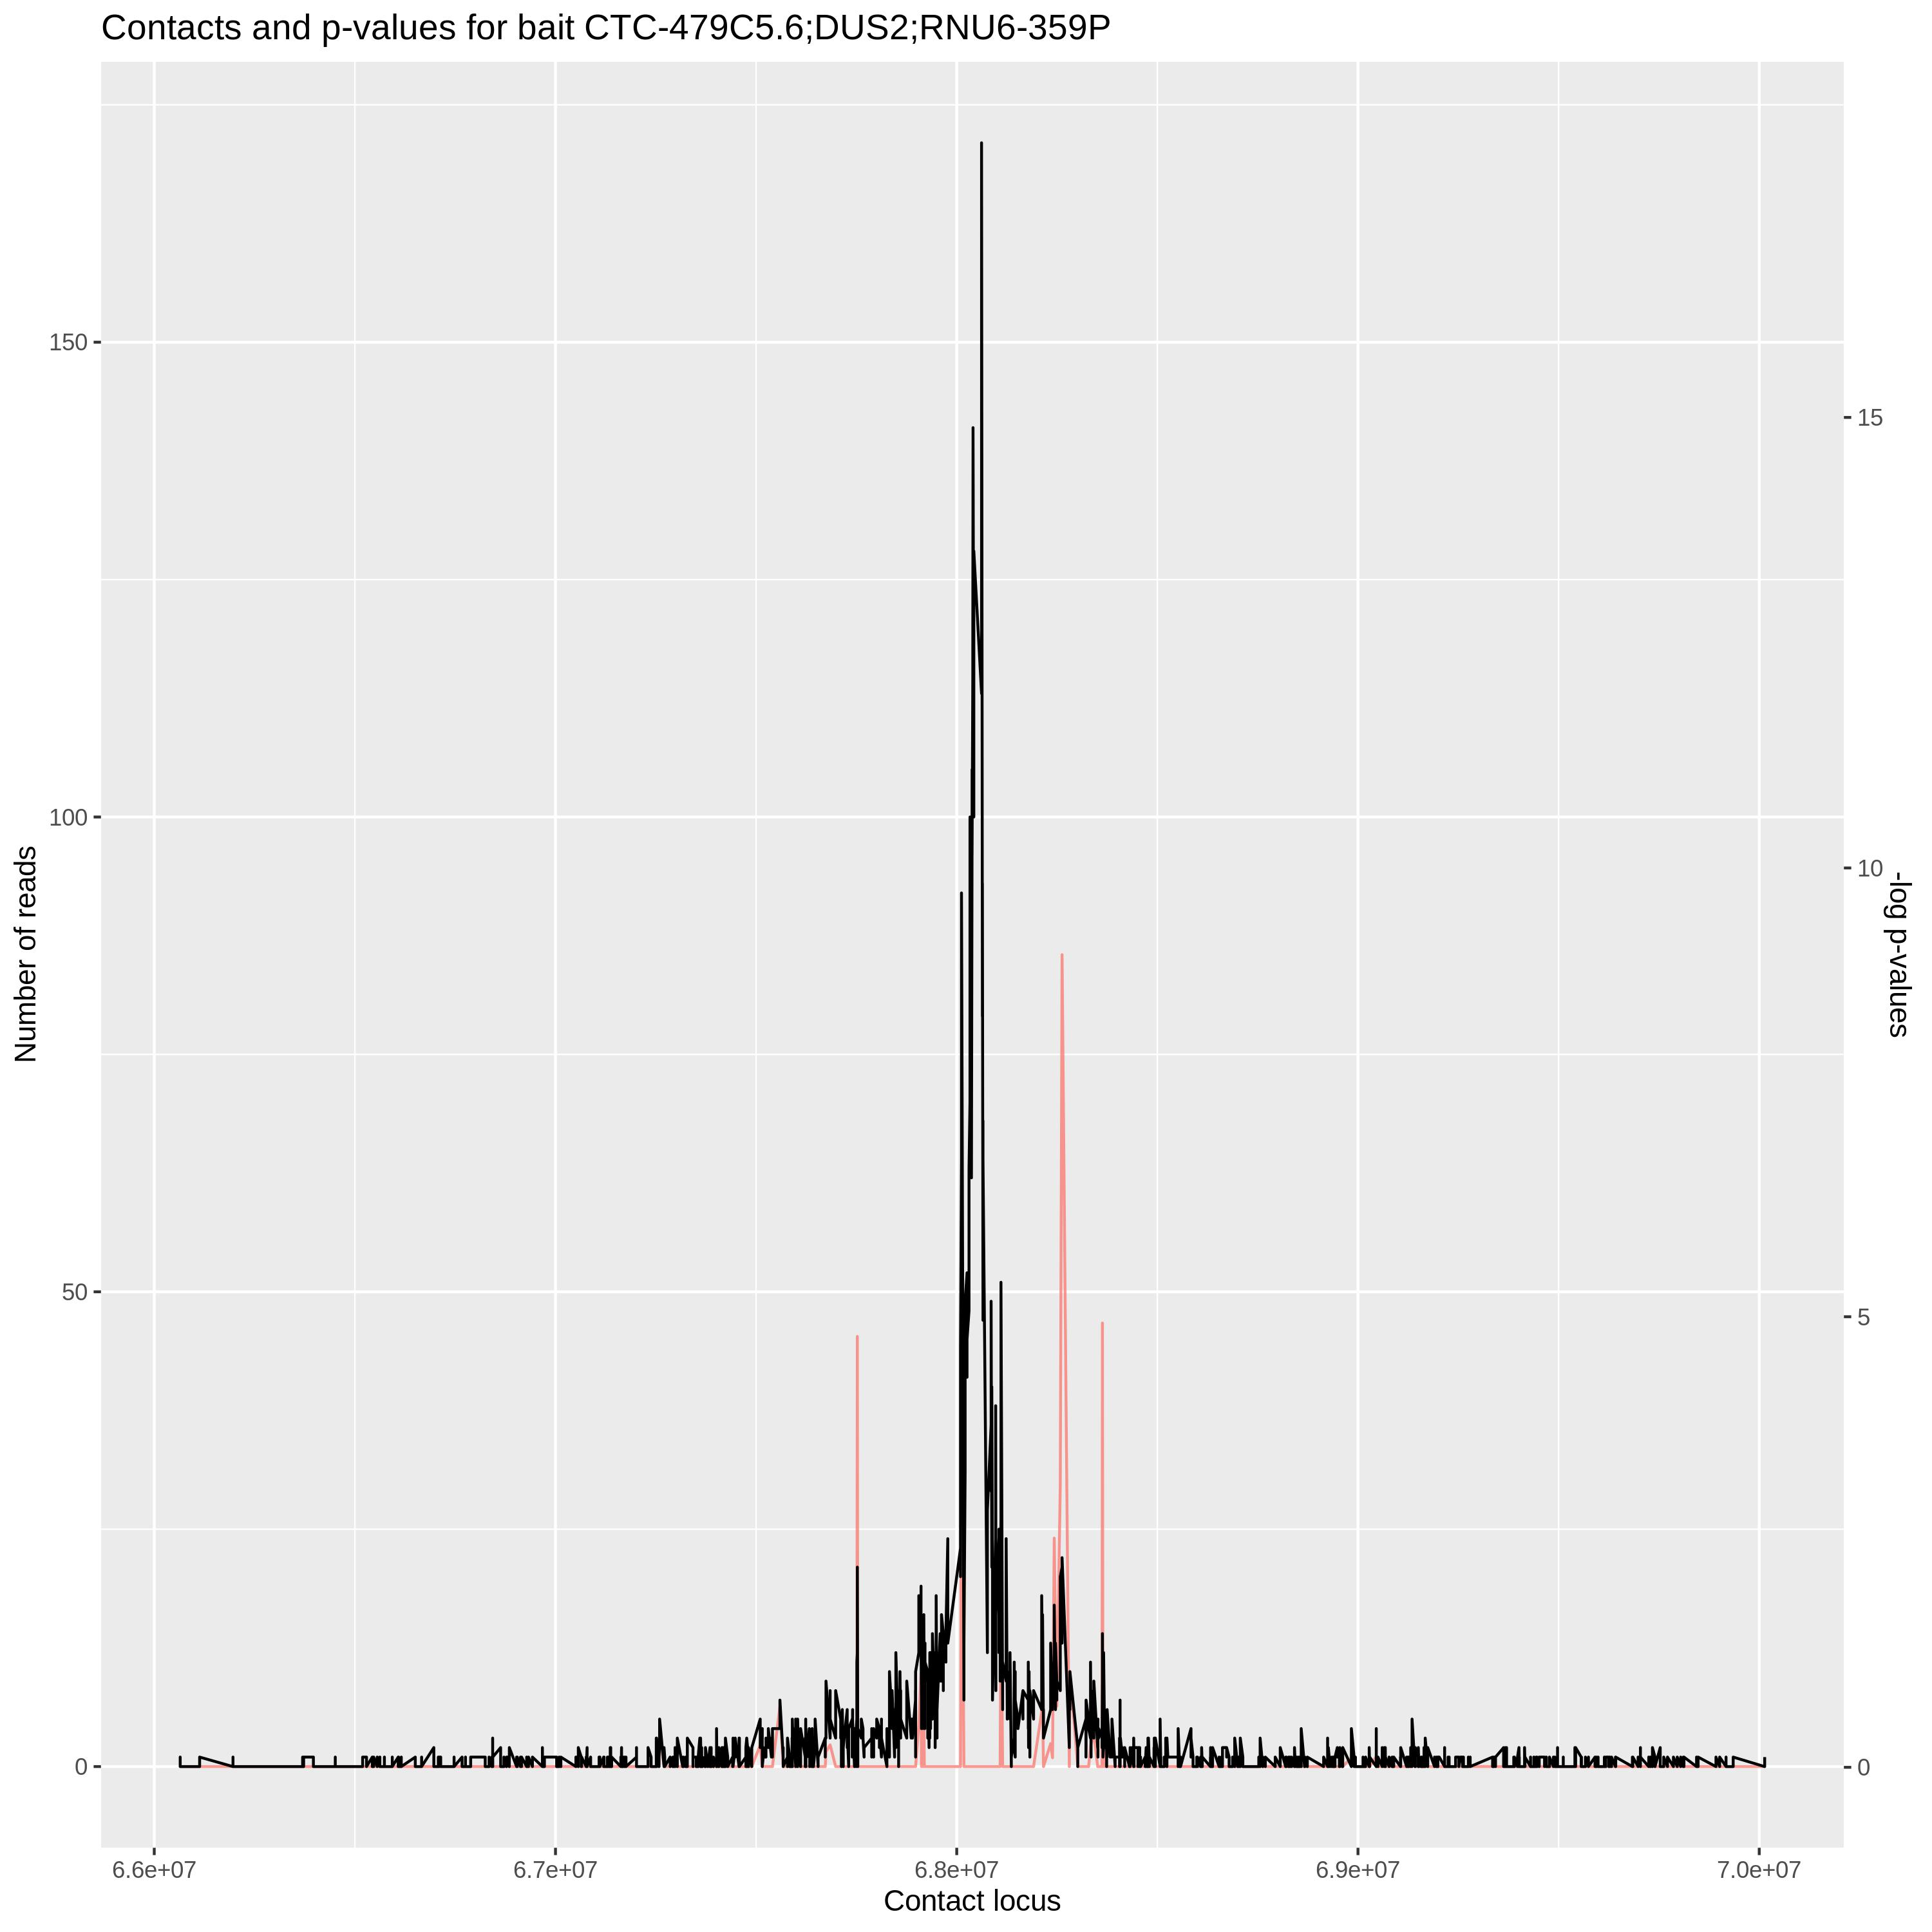 Contacts and p-values for bait CTC-479C5.6;DUS2;RNU6-359P
150
100
50
0
Number of reads
15
10
5
0
-log p-values
6.6e+07
6.7e+07
6.8e+07
6.9e+07
7.0e+07
Contact locus